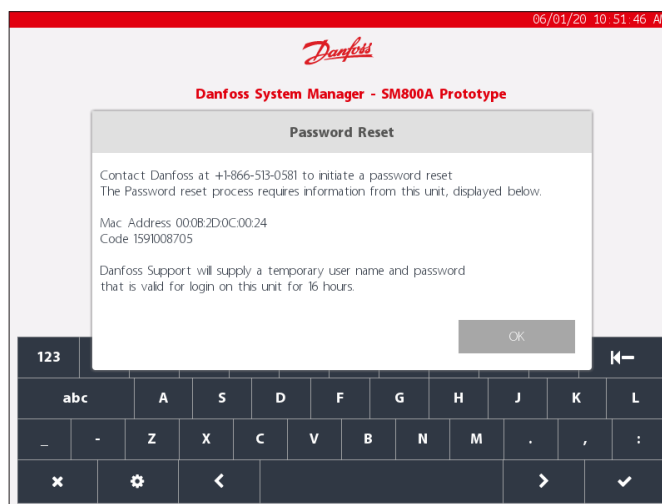 06/01/20 10:51:46 AM
Danfoss
Danfoss System Manager - SM800A Prototype
Password Reset
Contact Danfoss at +1-866-513-0581 to initiate a password reset
The Password reset process requires information from this unit, displayed below.
Mac Address 00:0B:2D:0C:00:24
Code 1591008705
Danfoss Support will supply a temporary user name and password
that is valid for login on this unit for 16 hours.
OK
123
abc A S D F G H J K L
_ - Z X C V B N M . , :